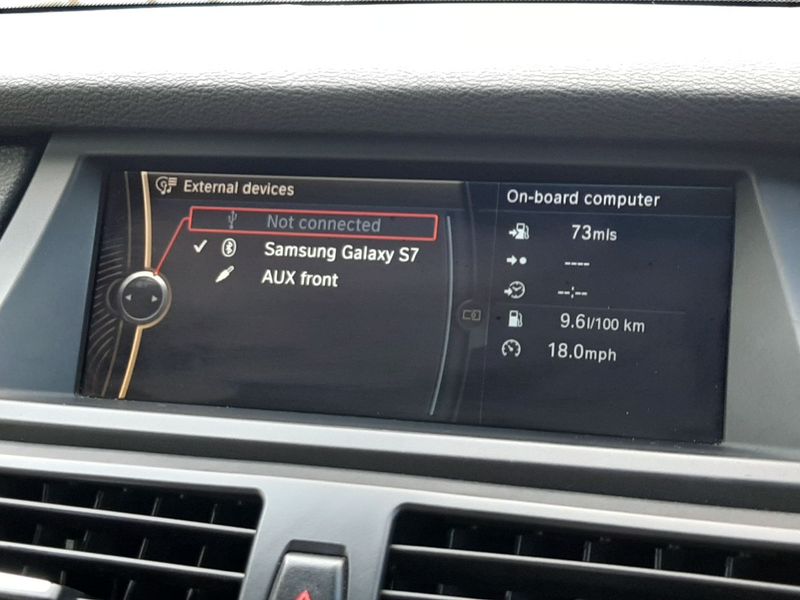 External devices
Not connected
Samsung Galaxy S7
AUX front
On-board computer
73mls
----
--:--
9.6l/100 km
18.0mph